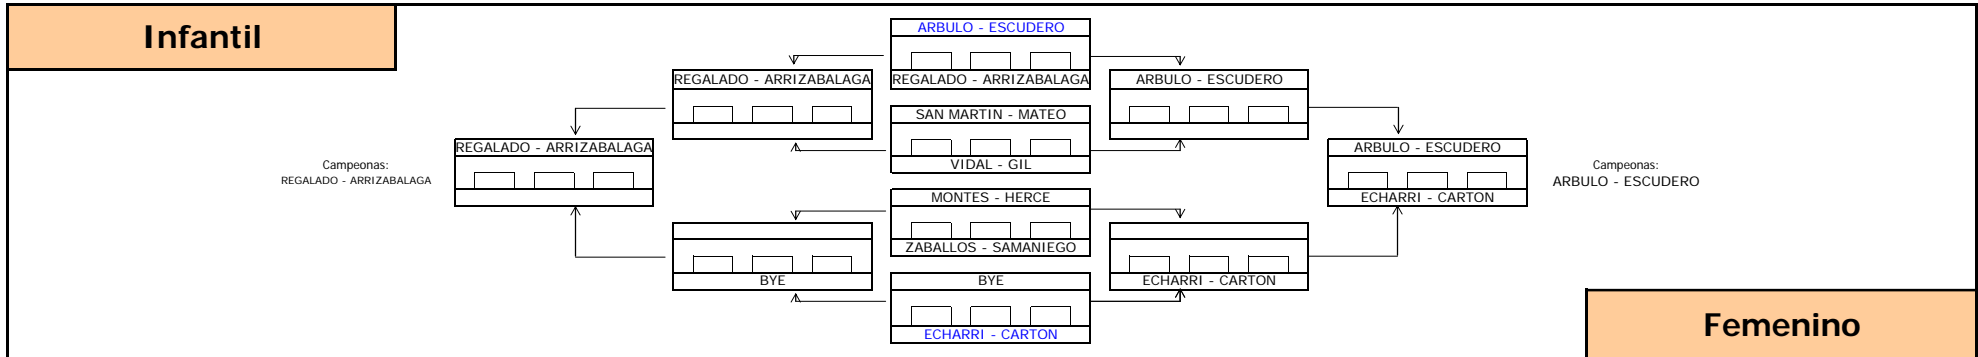 Infantil
ARBULO - ESCUDERO
REGALADO - ARRIZABALAGA
REGALADO - ARRIZABALAGA
ARBULO - ESCUDERO
SAN MARTIN - MATEO
VIDAL - GIL
REGALADO - ARRIZABALAGA
ARBULO - ESCUDERO
Campeonas:
REGALADO - ARRIZABALAGA
Campeonas:
ARBULO - ESCUDERO
ECHARRI - CARTON
MONTES - HERCE
ZABALLOS - SAMANIEGO
BYE
BYE
ECHARRI - CARTON
ECHARRI - CARTON
Femenino